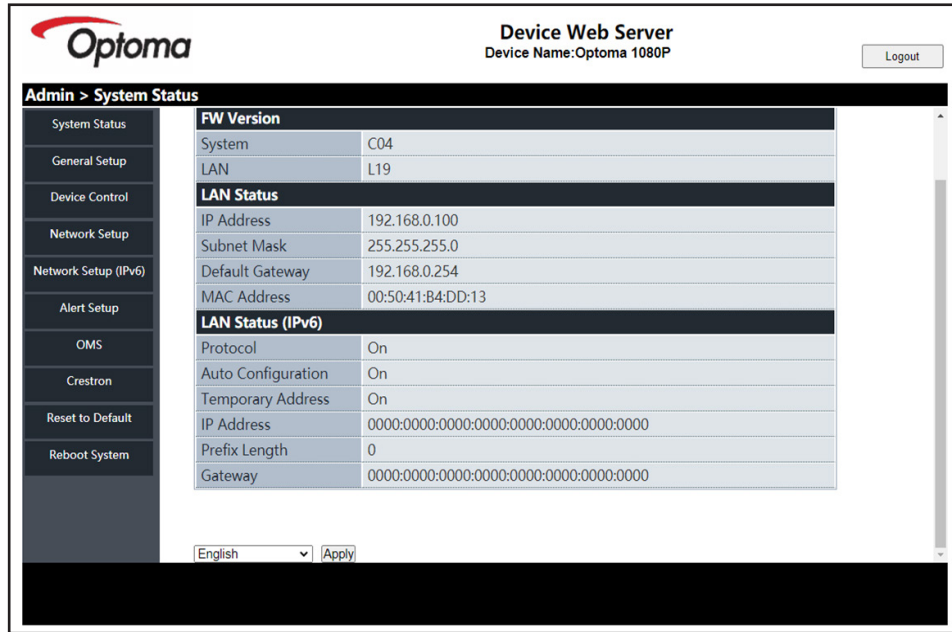 Optoma
Device Web Server
Device Name:Optoma 1080P
Logout
Admin > System Status
System Status
General Setup
Device Control
Network Setup
Network Setup (IPv6)
Alert Setup
OMS
Crestron
Reset to Default
Reboot System
FW Version
System C04
LAN L19
LAN Status
IP Address 192.168.0.100
Subnet Mask 255.255.255.0
Default Gateway 192.168.0.254
MAC Address 00:50:41:B4:DD:13
LAN Status (IPv6)
Protocol On
Auto Configuration On
Temporary Address On
IP Address 0000:0000:0000:0000:0000:0000:0000:0000
Prefix Length 0
Gateway 0000:0000:0000:0000:0000:0000:0000:0000
English Apply